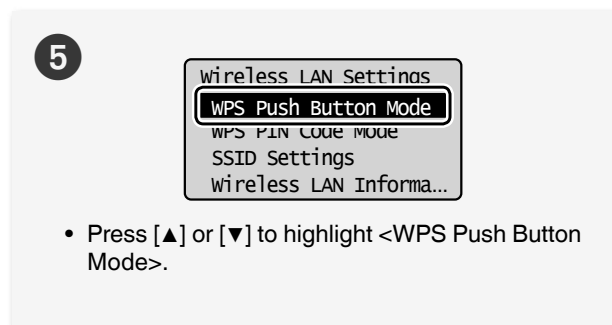 5
Wireless LAN Settings
WPS Push Button Mode
WPS PIN Code Mode
SSID Settings
Wireless LAN Informa...
• Press [▲] or [▼] to highlight <WPS Push Button
Mode>.